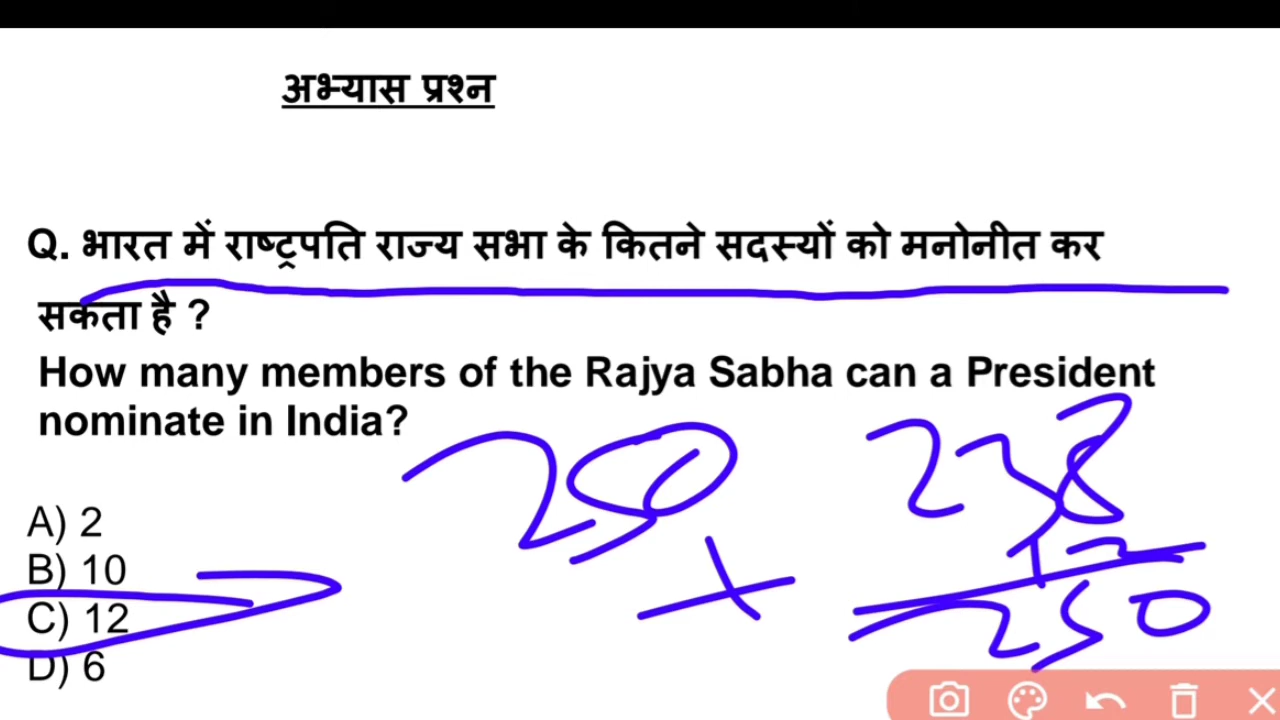 अभ्यास प्रश्न
Q. भारत में राष्ट्रपति राज्य सभा के कितने सदस्यों को मनोनीत कर
सकता है ?
How many members of the Rajya Sabha can a President
nominate in India?
250
238
+ 12
250
A) 2
B) 10
C) 12
D) 6